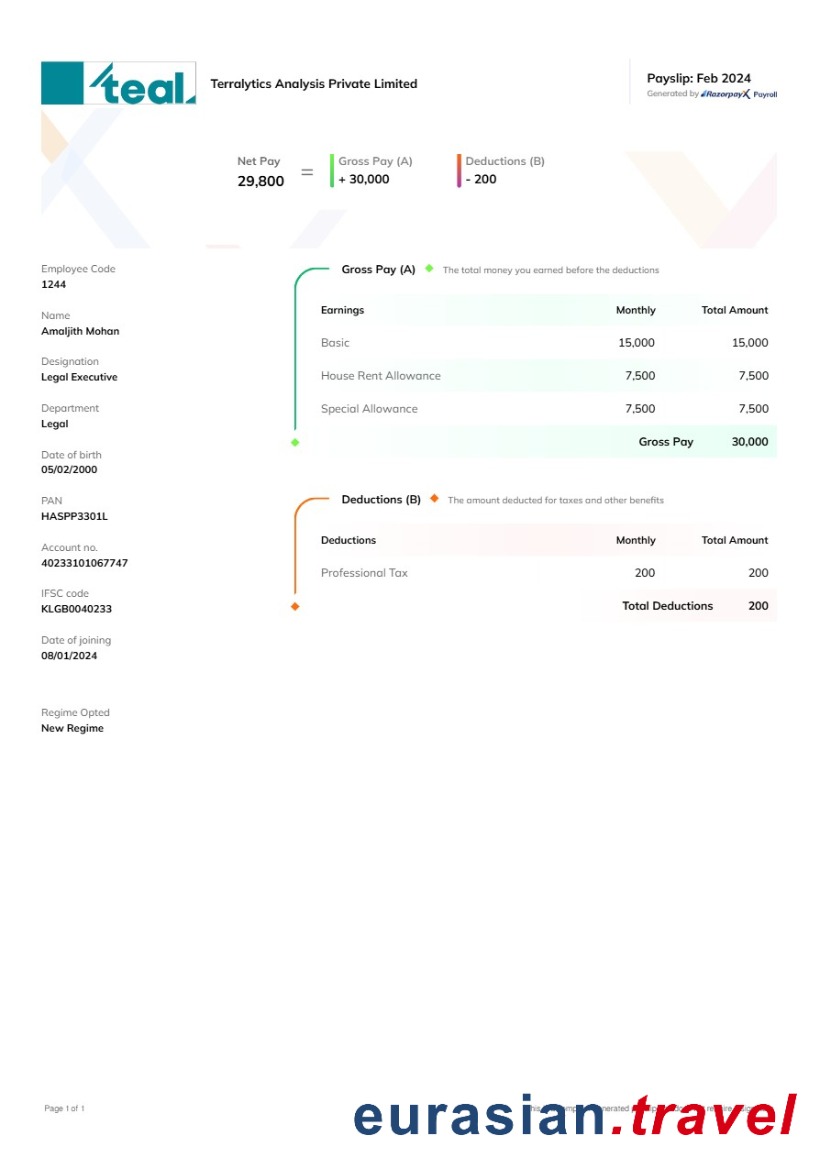 teal.
Terralytics Analysis Private Limited
Payslip: Feb 2024
Generated by RazorpayX Payroll
Net Pay
29,800
=
Gross Pay (A)
+ 30,000
Deductions (B)
- 200
Employee Code
1244
Name
Amaljith Mohan
Designation
Legal Executive
Department
Legal
Date of birth
05/02/2000
PAN
HASPP3301L
Account no.
40233101067747
IFSC code
KLGB0040233
Date of joining
08/01/2024
Regime Opted
New Regime
Gross Pay (A) The total money you earned before the deductions
Earnings Monthly Total Amount
Basic 15,000 15,000
House Rent Allowance 7,500 7,500
Special Allowance 7,500 7,500
Gross Pay 30,000
Deductions (B) The amount deducted for taxes and other benefits
Deductions Monthly Total Amount
Professional Tax 200 200
Total Deductions 200
Page 1 of 1
eurasian.travel